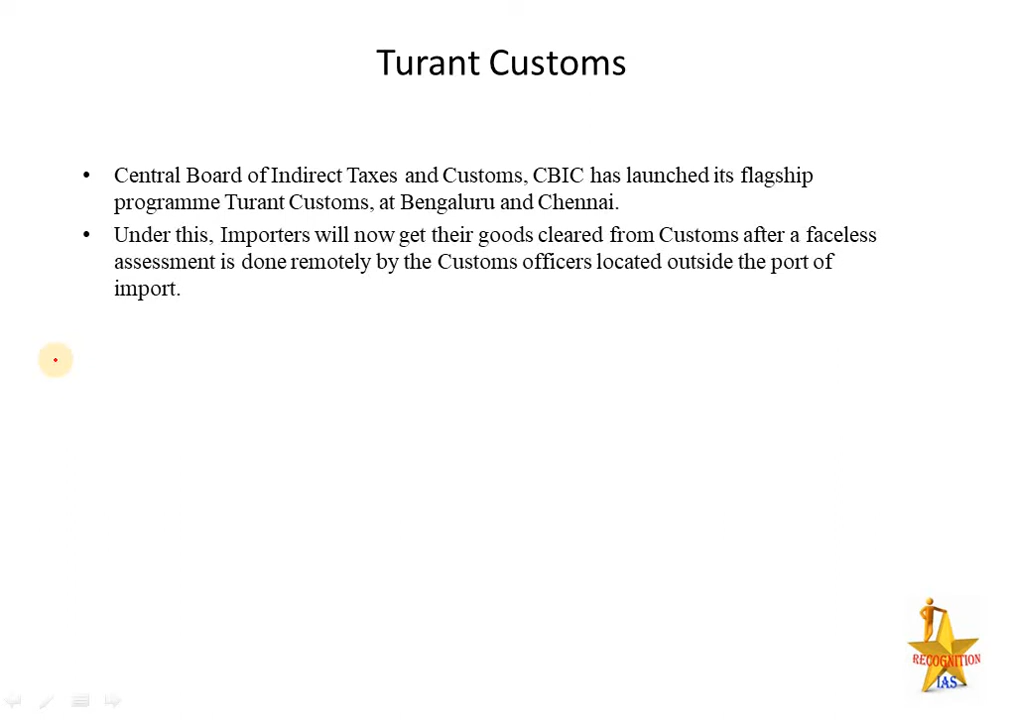 Turant Customs
• Central Board of Indirect Taxes and Customs, CBIC has launched its flagship
programme Turant Customs, at Bengaluru and Chennai.
• Under this, Importers will now get their goods cleared from Customs after a faceless
assessment is done remotely by the Customs officers located outside the port of
import.
RECOGNITION
IAS